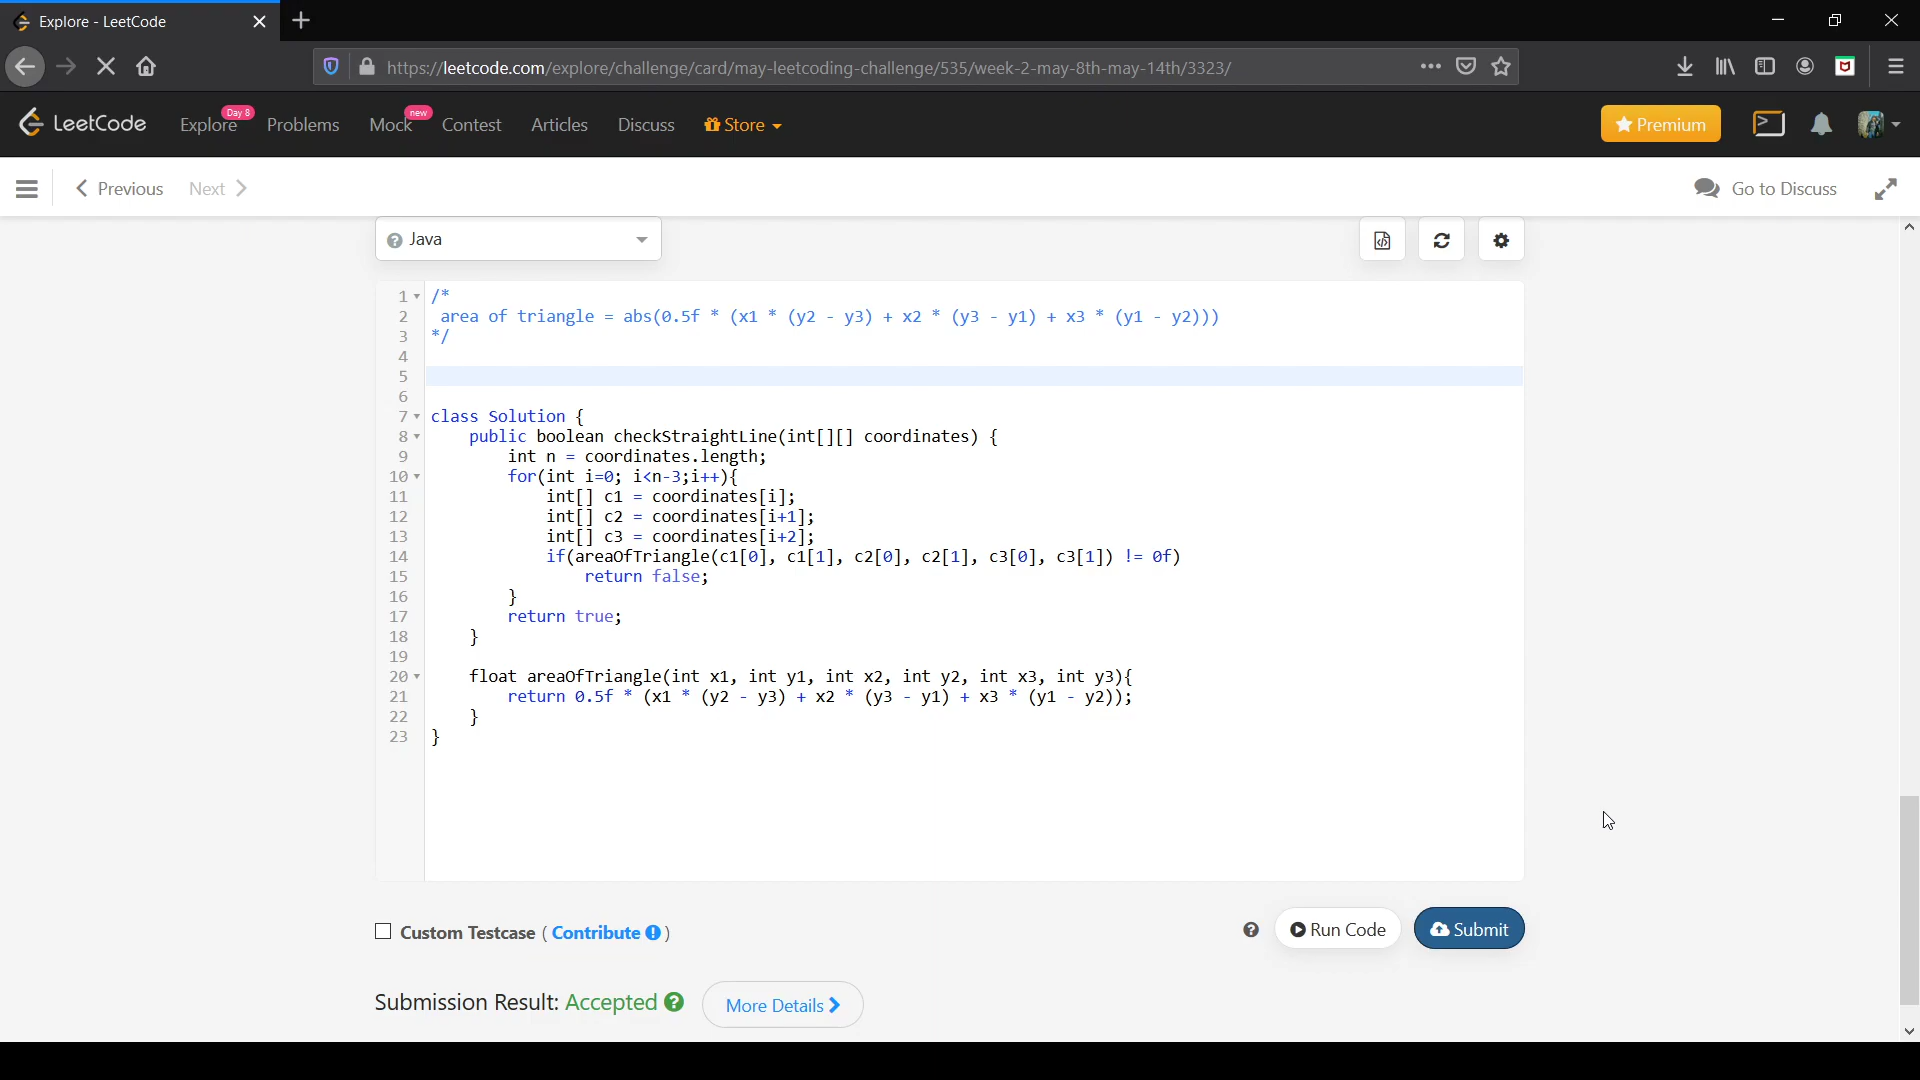 Explore - LeetCode
https://leetcode.com/explore/challenge/card/may-leetcoding-challenge/535/week-2-may-8th-may-14th/3323/
LeetCode Explore Day 8 Problems Mock new Contest Articles Discuss Store Premium
Previous Next Go to Discuss
Java
1 /*
2 area of triangle = abs(0.5f * (x1 * (y2 - y3) + x2 * (y3 - y1) + x3 * (y1 - y2)))
3 */
4
5
6
7 class Solution {
8 public boolean checkStraightLine(int[][] coordinates) {
9 int n = coordinates.length;
10 for(int i=0; i<n-3;i++){
11 int[] c1 = coordinates[i];
12 int[] c2 = coordinates[i+1];
13 int[] c3 = coordinates[i+2];
14 if(areaOfTriangle(c1[0], c1[1], c2[0], c2[1], c3[0], c3[1]) != 0f)
15 return false;
16 }
17 return true;
18 }
19
20 float areaOfTriangle(int x1, int y1, int x2, int y2, int x3, int y3){
21 return 0.5f * (x1 * (y2 - y3) + x2 * (y3 - y1) + x3 * (y1 - y2));
22 }
23 }
Custom Testcase ( Contribute ) Run Code Submit
Submission Result: Accepted More Details